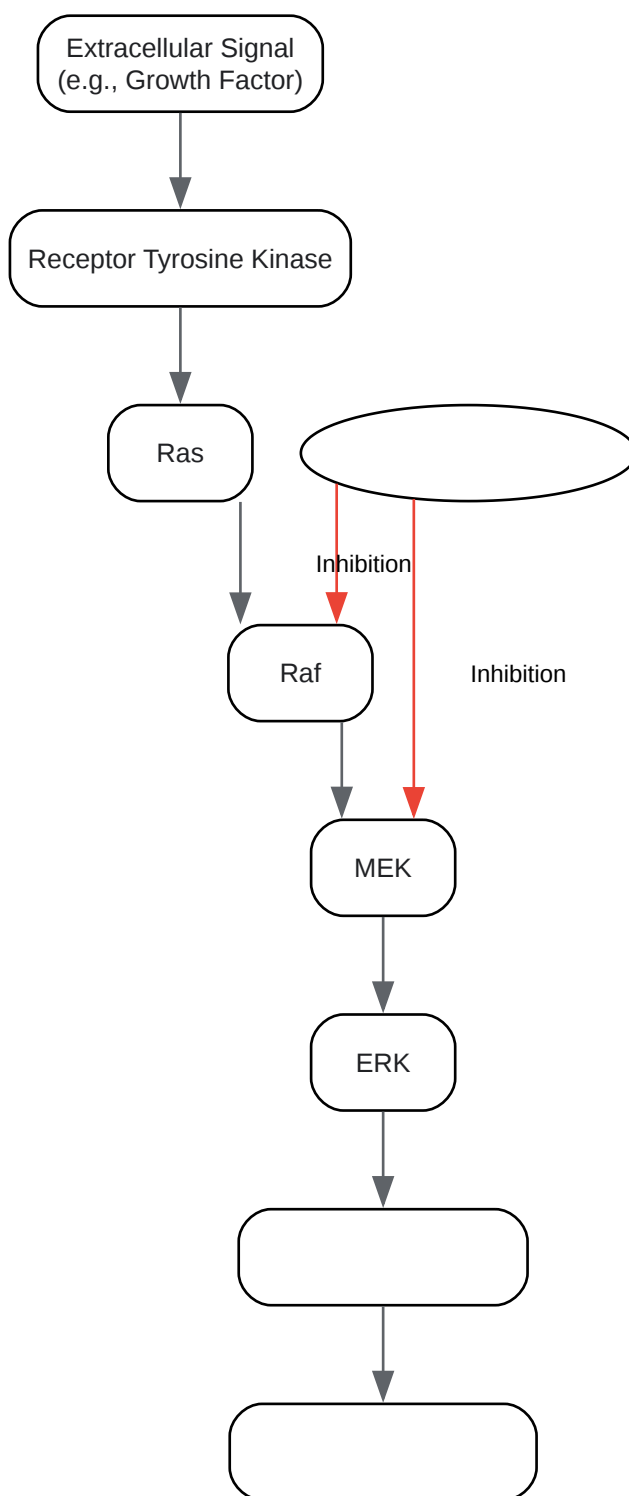 Extracellular Signal
(e.g., Growth Factor)
Receptor Tyrosine Kinase
Ras
Inhibition
Raf
Inhibition
MEK
ERK